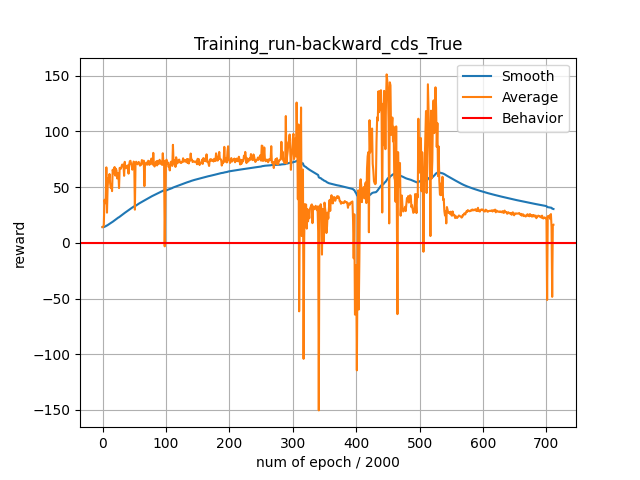 Training_run-backward_cds_True
Smooth
Average
Behavior
150
100
50
0
−50
−100
−150
reward
0 100 200 300 400 500 600 700
num of epoch / 2000